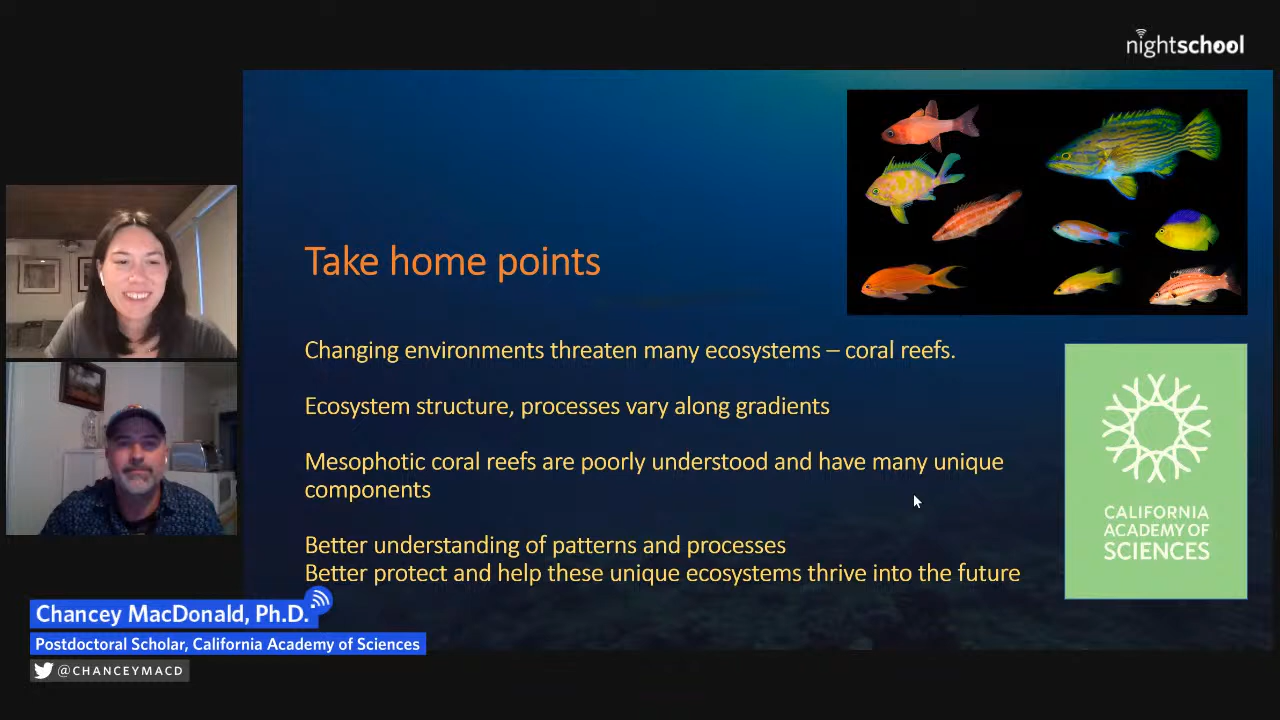 nightschool
Take home points
Changing environments threaten many ecosystems – coral reefs.
Ecosystem structure, processes vary along gradients
Mesophotic coral reefs are poorly understood and have many unique
components
Better understanding of patterns and processes
Better protect and help these unique ecosystems thrive into the future
CALIFORNIA
ACADEMY OF
SCIENCES
Chancey MacDonald, Ph.D.
Postdoctoral Scholar, California Academy of Sciences
@CHANCEYMACD